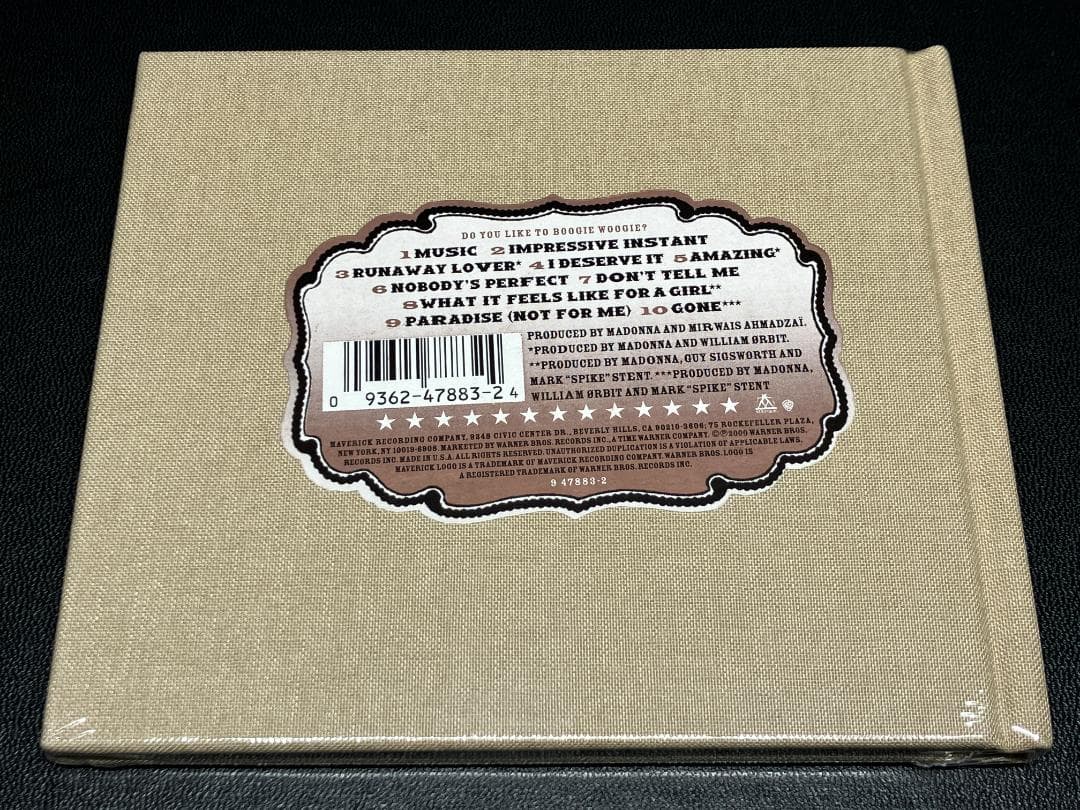 DO YOU LIKE TO BOOGIE WOOGIE?
1 MUSIC 2 IMPRESSIVE INSTANT
3 RUNAWAY LOVER* 4 I DESERVE IT 5 AMAZING*
6 NOBODY'S PERFECT 7 DON'T TELL ME
8 WHAT IT FEELS LIKE FOR A GIRL**
9 PARADISE (NOT FOR ME) 10 GONE***
PRODUCED BY MADONNA AND MIRWAIS AHMADZAÏ.
*PRODUCED BY MADONNA AND WILLIAM ØRBIT.
**PRODUCED BY MADONNA, GUY SIGSWORTH AND
MARK "SPIKE" STENT. ***PRODUCED BY MADONNA,
WILLIAM ØRBIT AND MARK "SPIKE" STENT
0 9362-47883-2 4
MAVERICK RECORDING COMPANY, 9348 CIVIC CENTER DR., BEVERLY HILLS, CA 90210-3606; 75 ROCKEFELLER PLAZA,
NEW YORK, NY 10019-6908. MARKETED BY WARNER BROS. RECORDS INC., A TIME WARNER COMPANY. ©℗2000 WARNER BROS.
RECORDS INC. MADE IN U.S.A. ALL RIGHTS RESERVED. UNAUTHORIZED DUPLICATION IS A VIOLATION OF APPLICABLE LAWS.
MAVERICK LOGO IS A TRADEMARK OF MAVERICK RECORDING COMPANY. WARNER BROS. LOGO IS
A REGISTERED TRADEMARK OF WARNER BROS. RECORDS INC.
9 47883-2